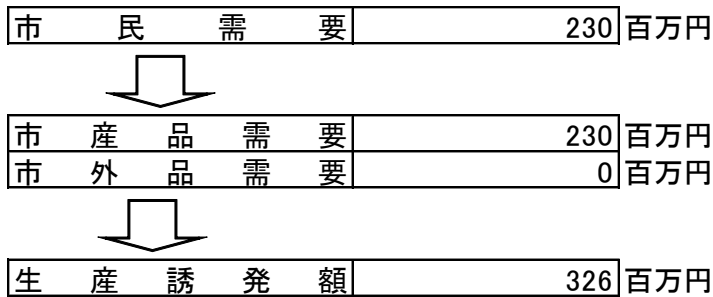 市民需要 230 百万円
市産品需要 230 百万円
市外品需要 0 百万円
生産誘発額 326 百万円